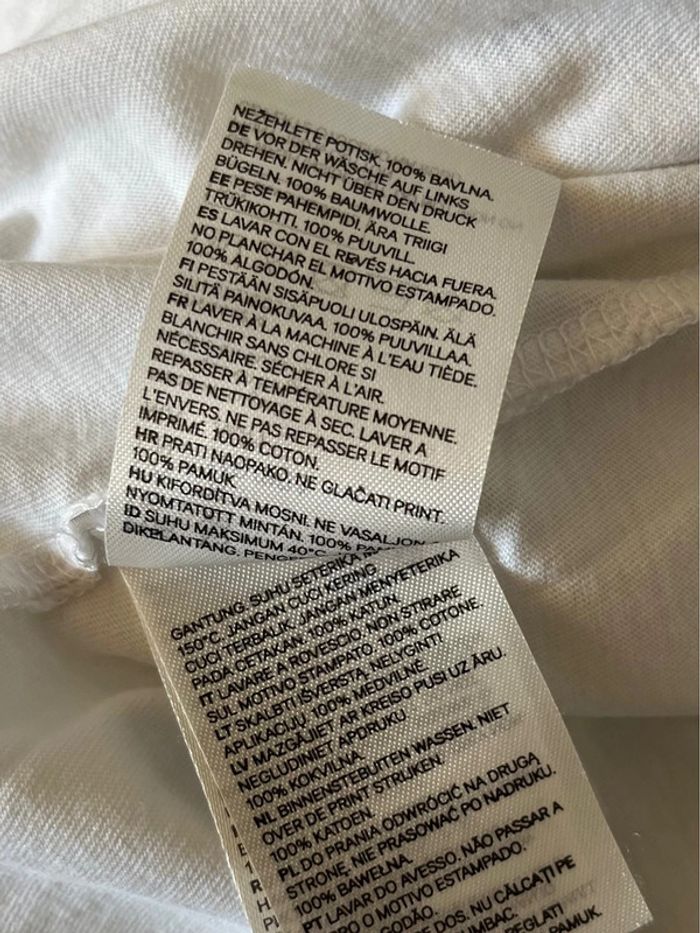 NEŽEHLETE POTISK. 100% BAVLNA.
DE VOR DER WÄSCHE AUF LINKS
DREHEN. NICHT ÜBER DEN DRUCK
BÜGELN. 100% BAUMWOLLE.
EE PESE PAHEMPIDI. ÄRA TRIIGI
TRÜKIKOHTI. 100% PUUVILL.
ES LAVAR CON EL REVÉS HACIA FUERA.
NO PLANCHAR EL MOTIVO ESTAMPADO.
100% ALGODÓN.
FI PESTÄÄN SISÄPUOLI ULOSPÄIN. ÄLÄ
SILITÄ PAINOKUVAA. 100% PUUVILLAA.
FR LAVER À LA MACHINE À L'EAU TIÈDE.
BLANCHIR SANS CHLORE SI
NÉCESSAIRE. SÉCHER À L'AIR.
REPASSER À TEMPÉRATURE MOYENNE.
PAS DE NETTOYAGE À SEC. LAVER A
L'ENVERS. NE PAS REPASSER LE MOTIF
IMPRIMÉ. 100% COTON.
HR PRATI NAOPAKO. NE GLAČATI PRINT.
100% PAMUK.
HU KIFORDÍTVA MOSNI. NE VASALJON
NYOMTATOTT MINTÁN. 100%
ID SUHU MAKSIMUM 40°C
DIKELANTANG.
GANTUNG. SUHU SETERIKA
150°C. JANGAN CUCI KERING.
CUCI TERBALIK. JANGAN MENYETERIKA
PADA CETAKAN. 100% KATUN.
IT LAVARE A ROVESCIO. NON STIRARE
SUL MOTIVO STAMPATO. 100% COTONE.
LT SKALBTI IŠVERSTĄ, NELYGINTI
APLIKACIJŲ. 100% MEDVILNĖ.
LV MAZGĀJIET AR KREISO PUSI UZ ĀRU.
NEGLUDINIET APDRUKU.
100% KOKVILNA.
NL BINNENSTEBUITEN WASSEN. NIET
OVER DE PRINT STRIJKEN.
100% KATOEN.
PL DO PRANIA ODWRÓCIĆ NA DRUGĄ
STRONĘ, NIE PRASOWAĆ PO NADRUKU.
100% BAWEŁNA.
PT LAVAR DO AVESSO. NÃO PASSAR A
O MOTIVO ESTAMPADO.
DOS. NU CĂLCAŢI PE